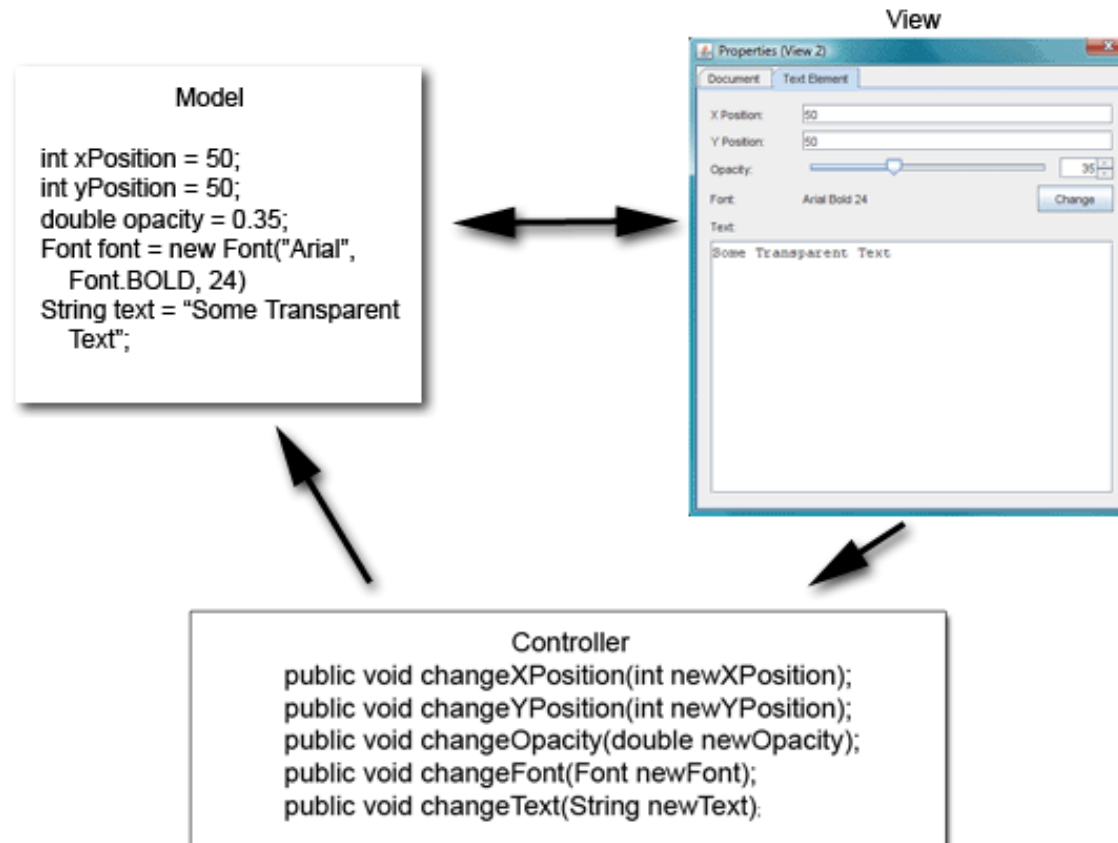 View
Properties (View 2)
Document Text Element
X Position: 50
Y Position: 50
Opacity: 35
Font: Arial Bold 24 Change
Text:
Some Transparent Text
Model
int xPosition = 50;
int yPosition = 50;
double opacity = 0.35;
Font font = new Font("Arial",
Font.BOLD, 24)
String text = “Some Transparent
Text”;
Controller
public void changeXPosition(int newXPosition);
public void changeYPosition(int newYPosition);
public void changeOpacity(double newOpacity);
public void changeFont(Font newFont);
public void changeText(String newText);